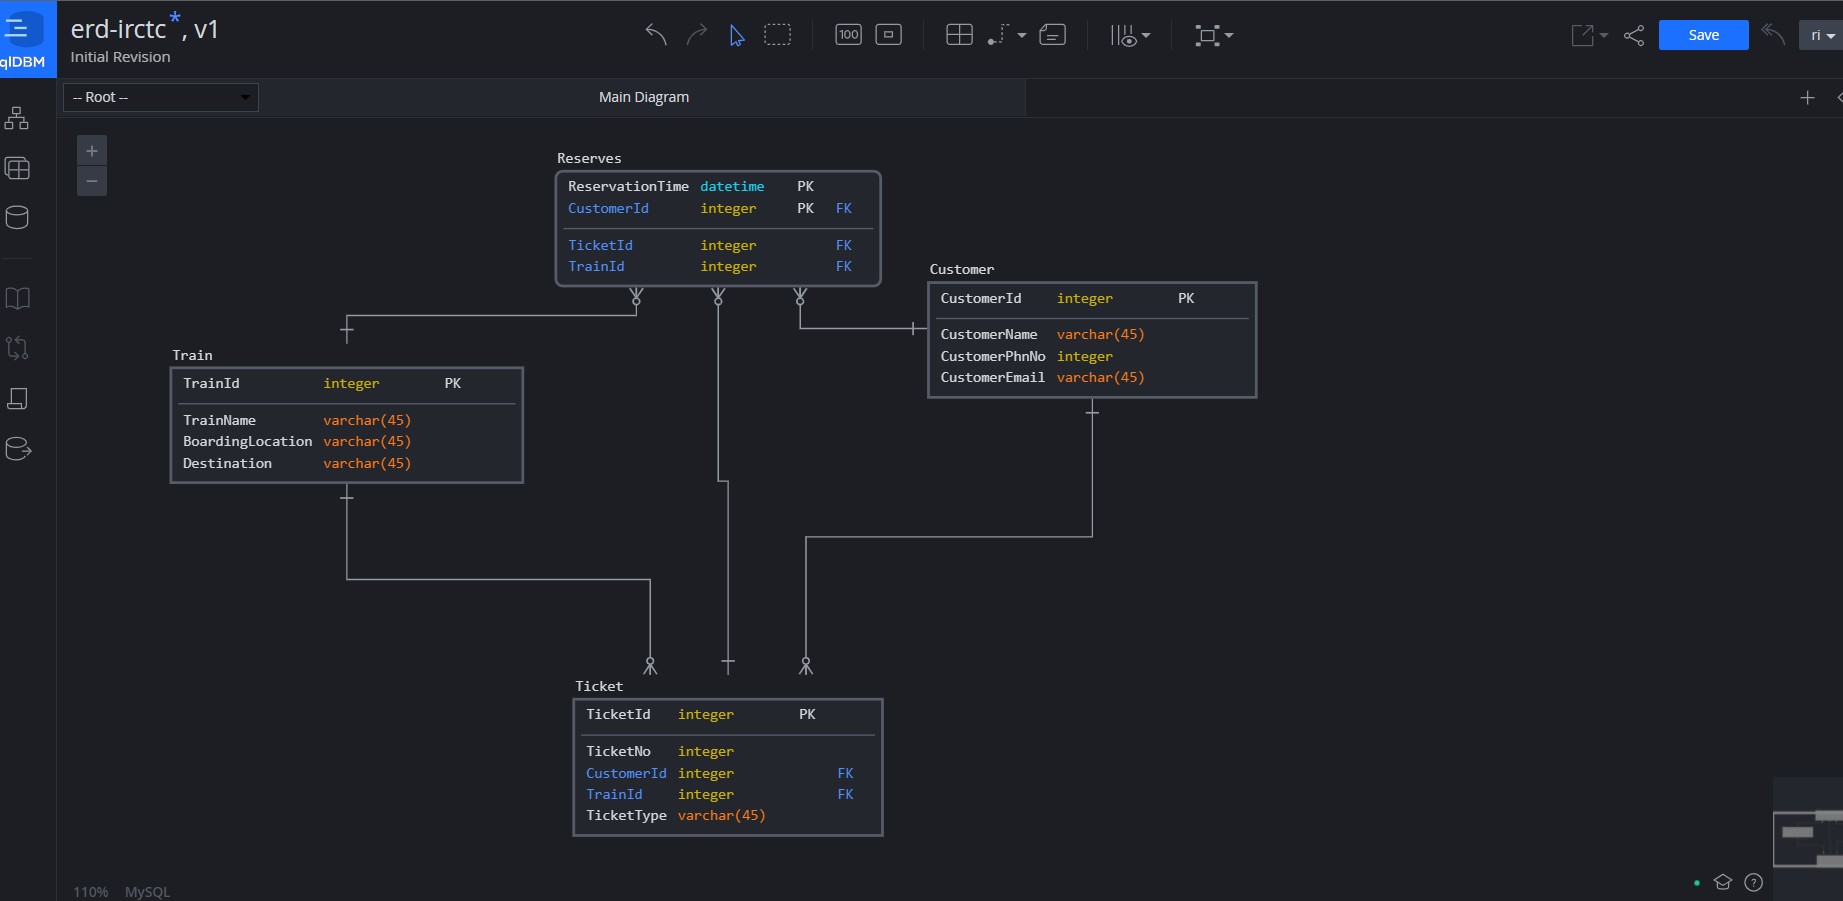 erd-irctc*, v1
Initial Revision
qlDBM
100
Save
ri
-- Root --
Main Diagram
+
−
Reserves
ReservationTime datetime PK
CustomerId integer PK FK
TicketId integer FK
TrainId integer FK
Customer
CustomerId integer PK
CustomerName varchar(45)
CustomerPhnNo integer
CustomerEmail varchar(45)
Train
TrainId integer PK
TrainName varchar(45)
BoardingLocation varchar(45)
Destination varchar(45)
Ticket
TicketId integer PK
TicketNo integer
CustomerId integer FK
TrainId integer FK
TicketType varchar(45)
110% MySQL
?